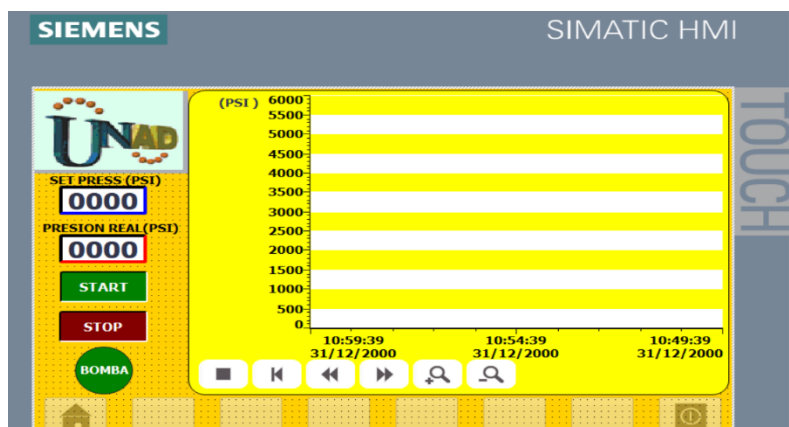 SIEMENS
SIMATIC HMI
TOUCH
UNAD
SET PRESS (PSI)
0000
PRESION REAL(PSI)
0000
START
STOP
BOMBA
(PSI )
6000
5500
5000
4500
4000
3500
3000
2500
2000
1500
1000
500
0
10:59:39 10:54:39 10:49:39
31/12/2000 31/12/2000 31/12/2000